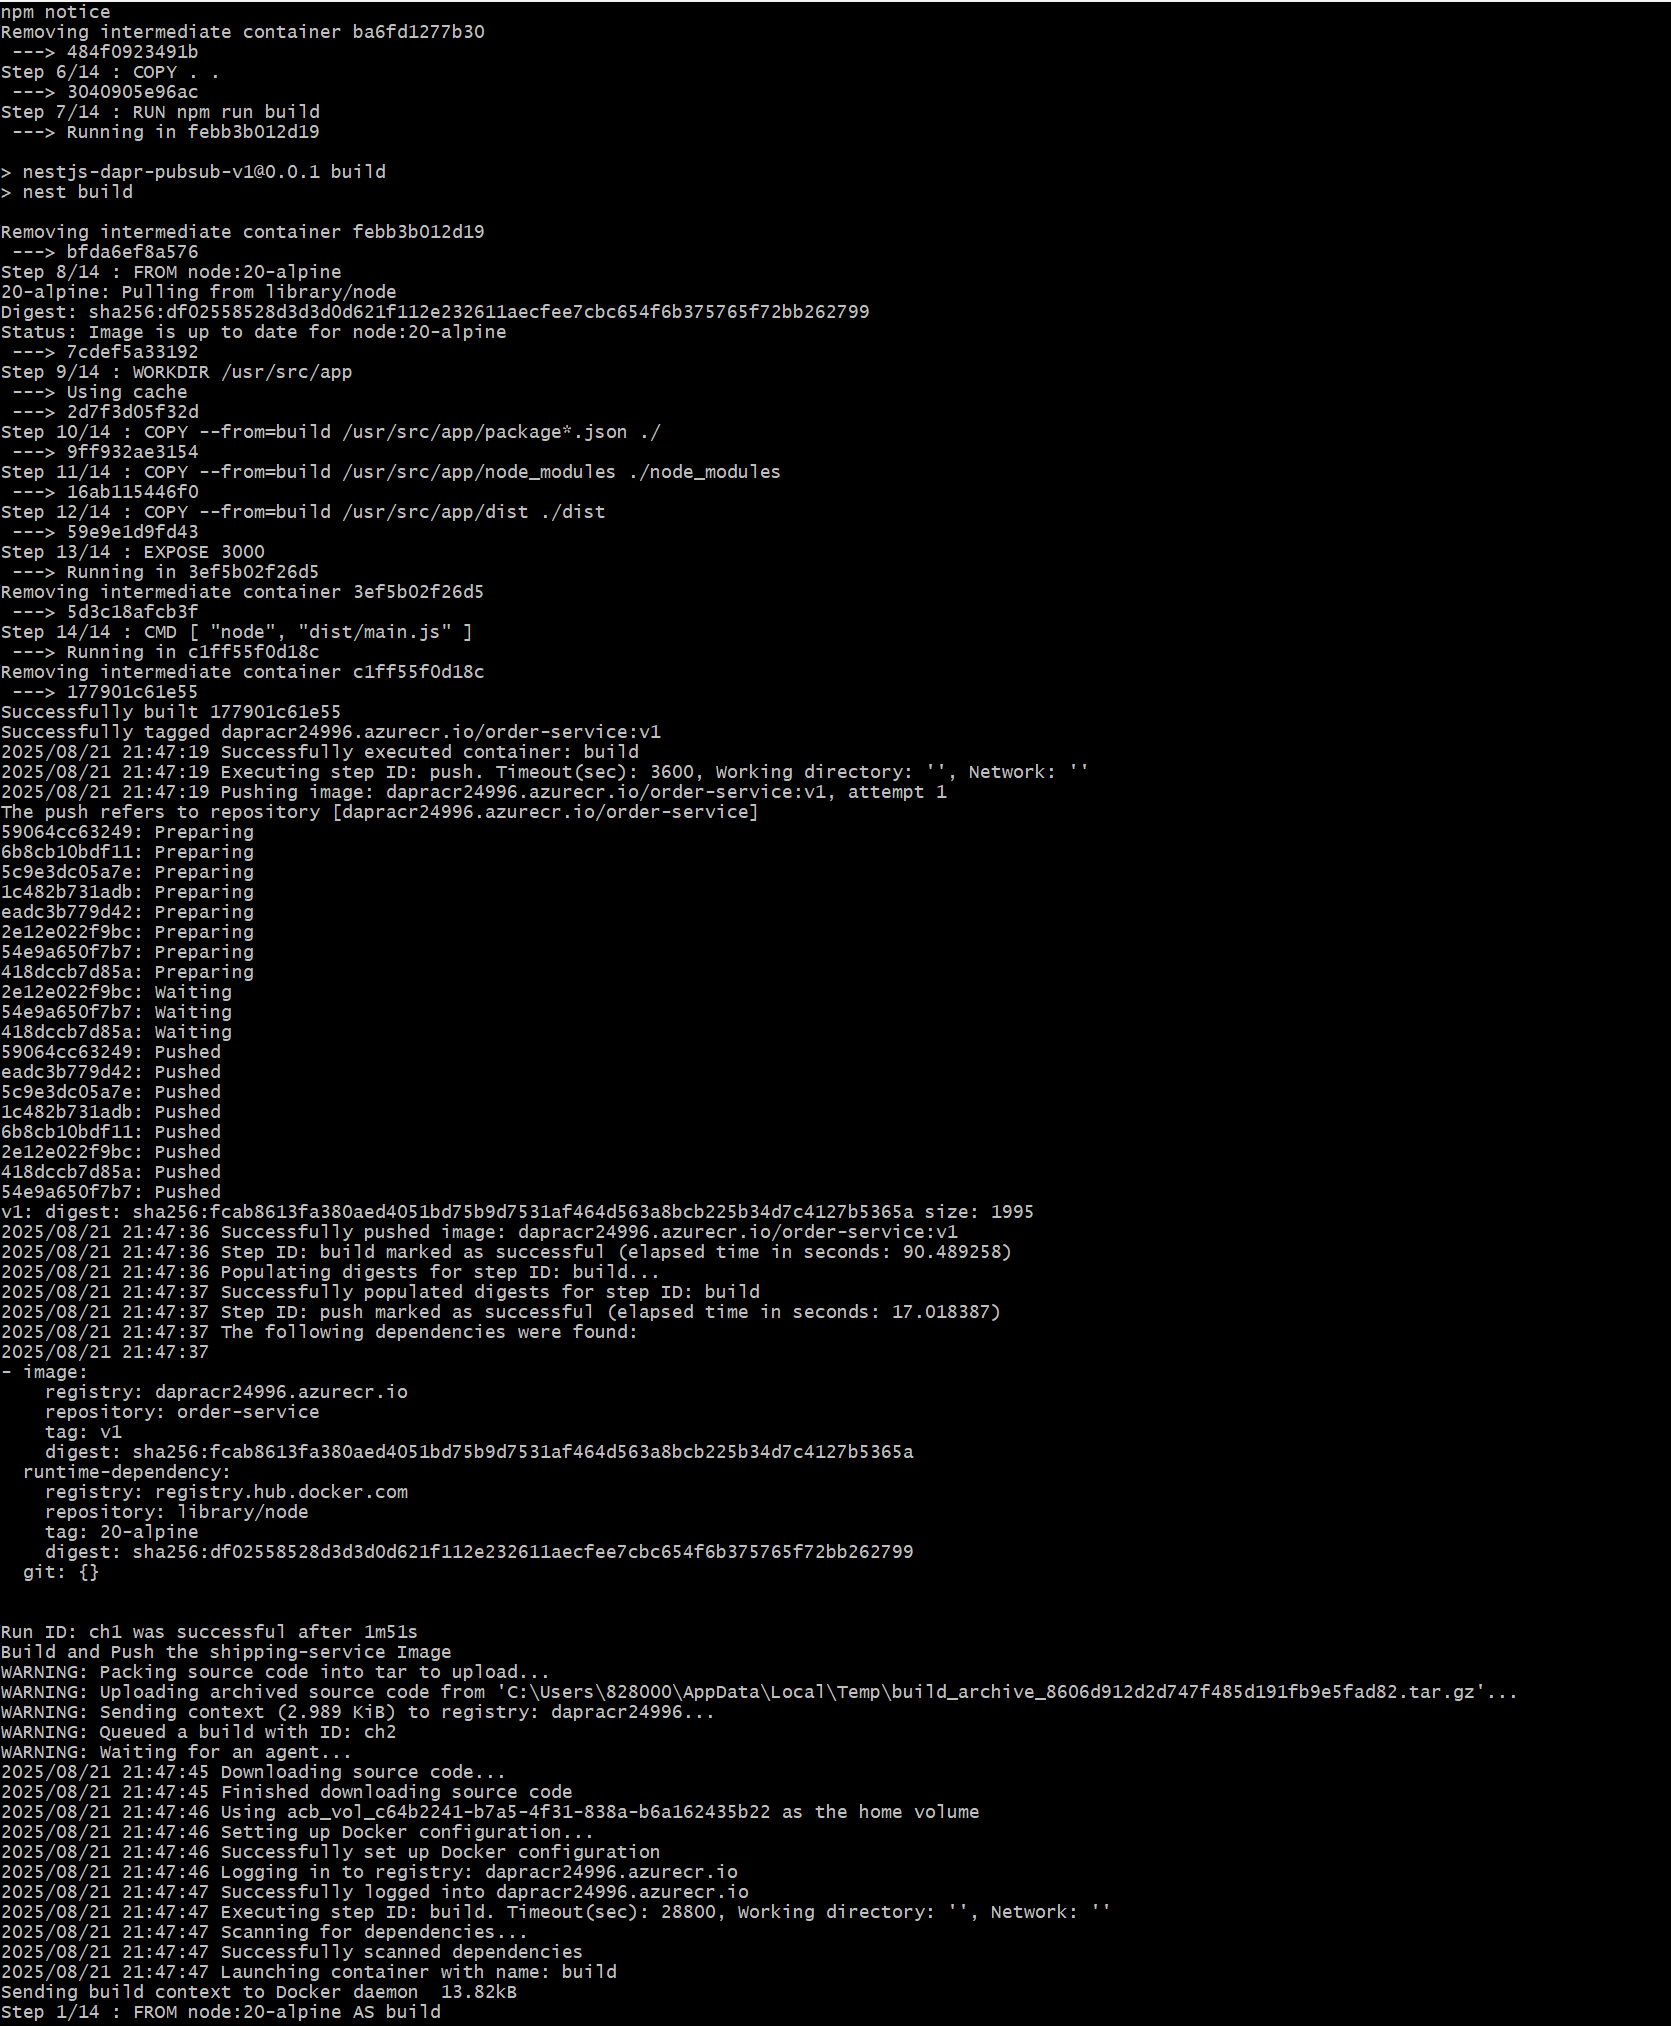 npm notice
Removing intermediate container ba6fd1277b30
 ---> 484f0923491b
Step 6/14 : COPY . .
 ---> 3040905e96ac
Step 7/14 : RUN npm run build
 ---> Running in febb3b012d19

> nestjs-dapr-pubsub-v1@0.0.1 build
> nest build

Removing intermediate container febb3b012d19
 ---> bfda6ef8a576
Step 8/14 : FROM node:20-alpine
20-alpine: Pulling from library/node
Digest: sha256:df02558528d3d3d0d621f112e232611aecfee7cbc654f6b375765f72bb262799
Status: Image is up to date for node:20-alpine
 ---> 7cdef5a33192
Step 9/14 : WORKDIR /usr/src/app
 ---> Using cache
 ---> 2d7f3d05f32d
Step 10/14 : COPY --from=build /usr/src/app/package*.json ./
 ---> 9ff932ae3154
Step 11/14 : COPY --from=build /usr/src/app/node_modules ./node_modules
 ---> 16ab115446f0
Step 12/14 : COPY --from=build /usr/src/app/dist ./dist
 ---> 59e9e1d9fd43
Step 13/14 : EXPOSE 3000
 ---> Running in 3ef5b02f26d5
Removing intermediate container 3ef5b02f26d5
 ---> 5d3c18afcb3f
Step 14/14 : CMD [ "node", "dist/main.js" ]
 ---> Running in c1ff55f0d18c
Removing intermediate container c1ff55f0d18c
 ---> 177901c61e55
Successfully built 177901c61e55
Successfully tagged dapracr24996.azurecr.io/order-service:v1
2025/08/21 21:47:19 Successfully executed container: build
2025/08/21 21:47:19 Executing step ID: push. Timeout(sec): 3600, Working directory: '', Network: ''
2025/08/21 21:47:19 Pushing image: dapracr24996.azurecr.io/order-service:v1, attempt 1
The push refers to repository [dapracr24996.azurecr.io/order-service]
59064cc63249: Preparing
6b8cb10bdf11: Preparing
5c9e3dc05a7e: Preparing
1c482b731adb: Preparing
eadc3b779d42: Preparing
2e12e022f9bc: Preparing
54e9a650f7b7: Preparing
418dccb7d85a: Preparing
2e12e022f9bc: Waiting
54e9a650f7b7: Waiting
418dccb7d85a: Waiting
59064cc63249: Pushed
eadc3b779d42: Pushed
5c9e3dc05a7e: Pushed
1c482b731adb: Pushed
6b8cb10bdf11: Pushed
2e12e022f9bc: Pushed
418dccb7d85a: Pushed
54e9a650f7b7: Pushed
v1: digest: sha256:fcab8613fa380aed4051bd75b9d7531af464d563a8bcb225b34d7c4127b5365a size: 1995
2025/08/21 21:47:36 Successfully pushed image: dapracr24996.azurecr.io/order-service:v1
2025/08/21 21:47:36 Step ID: build marked as successful (elapsed time in seconds: 90.489258)
2025/08/21 21:47:36 Populating digests for step ID: build...
2025/08/21 21:47:37 Successfully populated digests for step ID: build
2025/08/21 21:47:37 Step ID: push marked as successful (elapsed time in seconds: 17.018387)
2025/08/21 21:47:37 The following dependencies were found:
2025/08/21 21:47:37
- image:
    registry: dapracr24996.azurecr.io
    repository: order-service
    tag: v1
    digest: sha256:fcab8613fa380aed4051bd75b9d7531af464d563a8bcb225b34d7c4127b5365a
  runtime-dependency:
    registry: registry.hub.docker.com
    repository: library/node
    tag: 20-alpine
    digest: sha256:df02558528d3d3d0d621f112e232611aecfee7cbc654f6b375765f72bb262799
  git: {}


Run ID: ch1 was successful after 1m51s
Build and Push the shipping-service Image
WARNING: Packing source code into tar to upload...
WARNING: Uploading archived source code from 'C:\Users\828000\AppData\Local\Temp\build_archive_8606d912d2d747f485d191fb9e5fad82.tar.gz'...
WARNING: Sending context (2.989 KiB) to registry: dapracr24996...
WARNING: Queued a build with ID: ch2
WARNING: Waiting for an agent...
2025/08/21 21:47:45 Downloading source code...
2025/08/21 21:47:45 Finished downloading source code
2025/08/21 21:47:46 Using acb_vol_c64b2241-b7a5-4f31-838a-b6a162435b22 as the home volume
2025/08/21 21:47:46 Setting up Docker configuration...
2025/08/21 21:47:46 Successfully set up Docker configuration
2025/08/21 21:47:46 Logging in to registry: dapracr24996.azurecr.io
2025/08/21 21:47:47 Successfully logged into dapracr24996.azurecr.io
2025/08/21 21:47:47 Executing step ID: build. Timeout(sec): 28800, Working directory: '', Network: ''
2025/08/21 21:47:47 Scanning for dependencies...
2025/08/21 21:47:47 Successfully scanned dependencies
2025/08/21 21:47:47 Launching container with name: build
Sending build context to Docker daemon  13.82kB
Step 1/14 : FROM node:20-alpine AS build